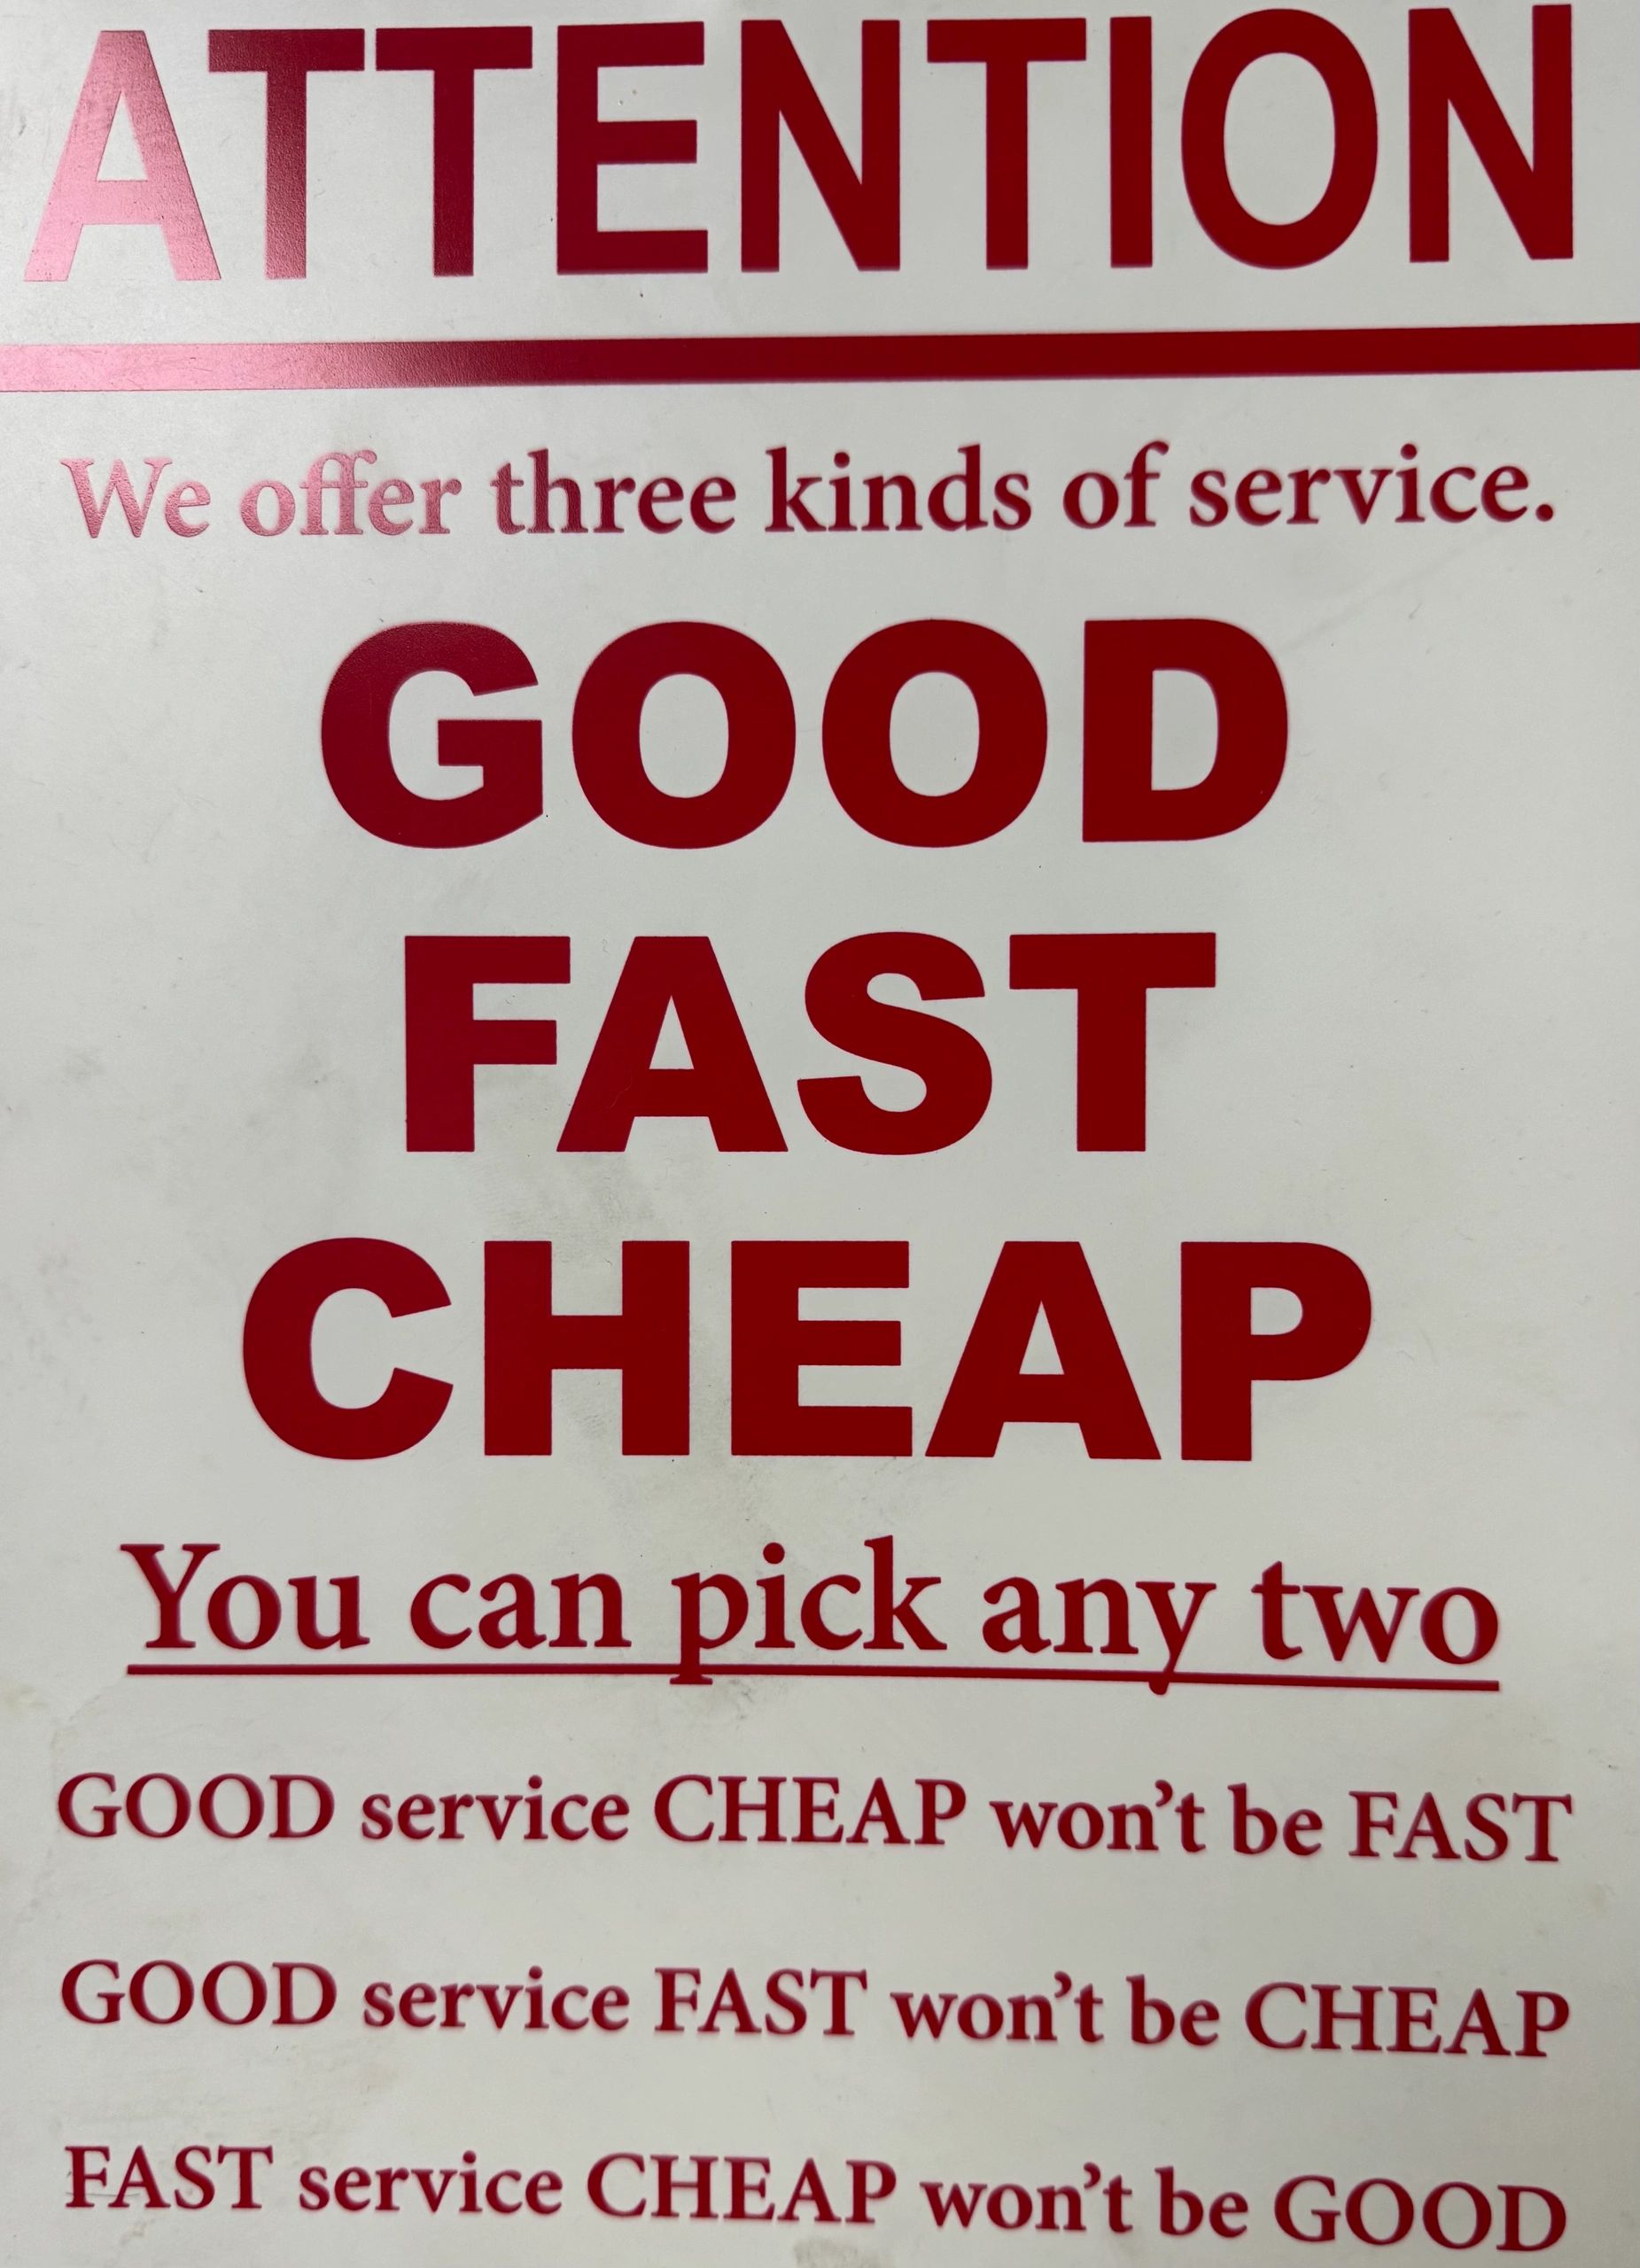 ATTENTION
We offer three kinds of service.
GOOD
FAST
CHEAP
You can pick any two
GOOD service CHEAP won’t be FAST
GOOD service FAST won’t be CHEAP
FAST service CHEAP won’t be GOOD